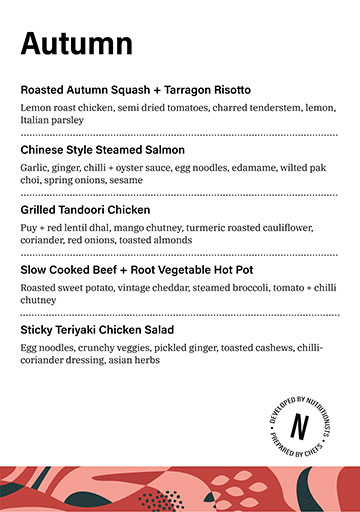 Autumn
Roasted Autumn Squash + Tarragon Risotto
Lemon roast chicken, semi dried tomatoes, charred tenderstem, lemon,
Italian parsley
Chinese Style Steamed Salmon
Garlic, ginger, chilli + oyster sauce, egg noodles, edamame, wilted pak
choi, spring onions, sesame
Grilled Tandoori Chicken
Puy + red lentil dhal, mango chutney, turmeric roasted cauliflower,
coriander, red onions, toasted almonds
Slow Cooked Beef + Root Vegetable Hot Pot
Roasted sweet potato, vintage cheddar, steamed broccoli, tomato + chilli
chutney
Sticky Teriyaki Chicken Salad
Egg noodles, crunchy veggies, pickled ginger, toasted cashews, chilli-
coriander dressing, asian herbs
• DEVELOPED BY NUTRITIONISTS •
N
PREPARED BY CHEFS